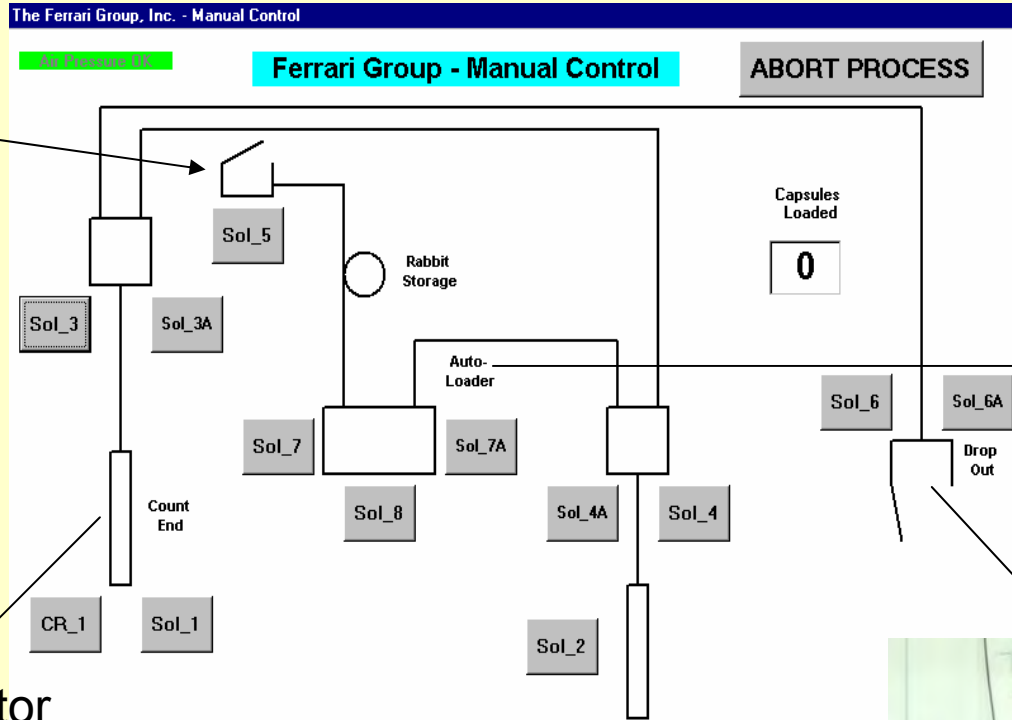 The Ferrari Group, Inc. - Manual Control
Air Pressure OK
Ferrari Group - Manual Control
ABORT PROCESS
Sol_5
Capsules
Loaded
0
Rabbit
Storage
Sol_3
Sol_3A
Auto-
Loader
Sol_6
Sol_6A
Drop
Out
Sol_7
Sol_7A
Sol_8
Sol_4A
Sol_4
Count
End
CR_1
Sol_1
Sol_2
tor